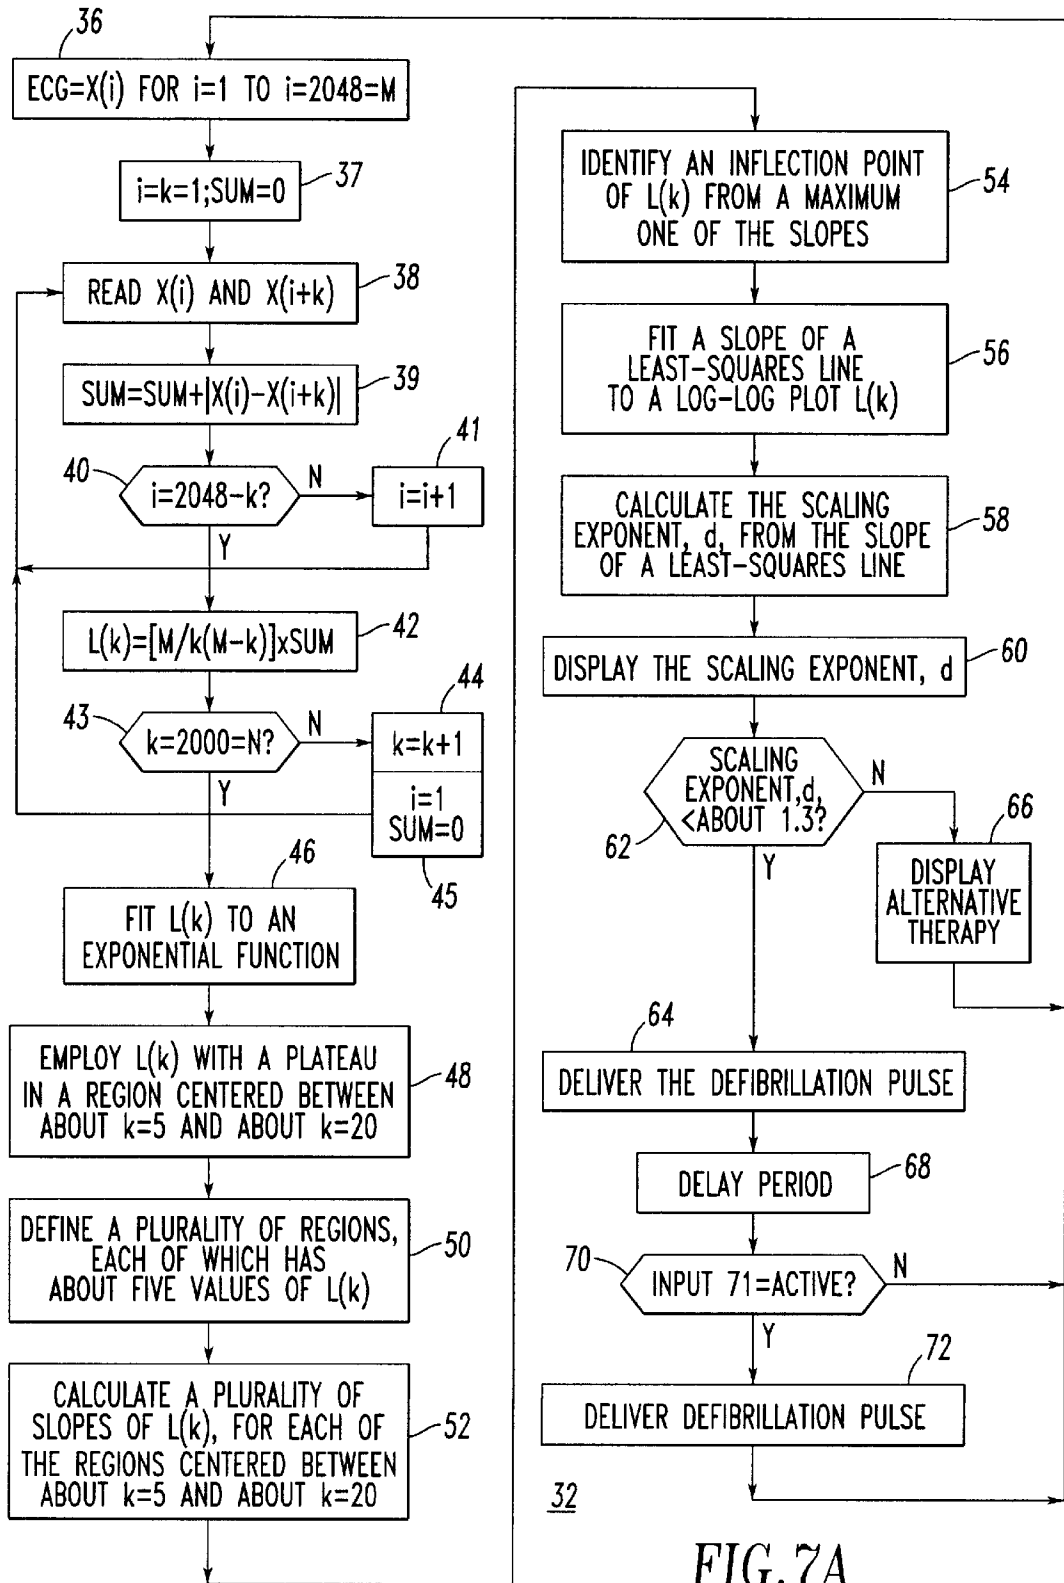 36
ECG=X(i) FOR i=1 TO i=2048=M
37
i=k=1;SUM=0
38
READ X(i) AND X(i+k)
39
SUM=SUM+|X(i)-X(i+k)|
40
i=2048-k?
N
41
i=i+1
Y
42
L(k)=[M/k(M-k)]xSUM
43
k=2000=N?
N
44
k=k+1
i=1
SUM=0
45
Y
46
FIT L(k) TO AN
EXPONENTIAL FUNCTION
48
EMPLOY L(k) WITH A PLATEAU
IN A REGION CENTERED BETWEEN
ABOUT k=5 AND ABOUT k=20
50
DEFINE A PLURALITY OF REGIONS,
EACH OF WHICH HAS
ABOUT FIVE VALUES OF L(k)
52
CALCULATE A PLURALITY OF
SLOPES OF L(k), FOR EACH OF
THE REGIONS CENTERED BETWEEN
ABOUT k=5 AND ABOUT k=20
54
IDENTIFY AN INFLECTION POINT
OF L(k) FROM A MAXIMUM
ONE OF THE SLOPES
56
FIT A SLOPE OF A
LEAST-SQUARES LINE
TO A LOG-LOG PLOT L(k)
58
CALCULATE THE SCALING
EXPONENT, d, FROM THE SLOPE
OF A LEAST-SQUARES LINE
60
DISPLAY THE SCALING EXPONENT, d
62
SCALING
EXPONENT,d,
<ABOUT 1.3?
N
66
DISPLAY
ALTERNATIVE
THERAPY
Y
64
DELIVER THE DEFIBRILLATION PULSE
68
DELAY PERIOD
70
INPUT 71=ACTIVE?
N
Y
72
DELIVER DEFIBRILLATION PULSE
32
FIG.7A